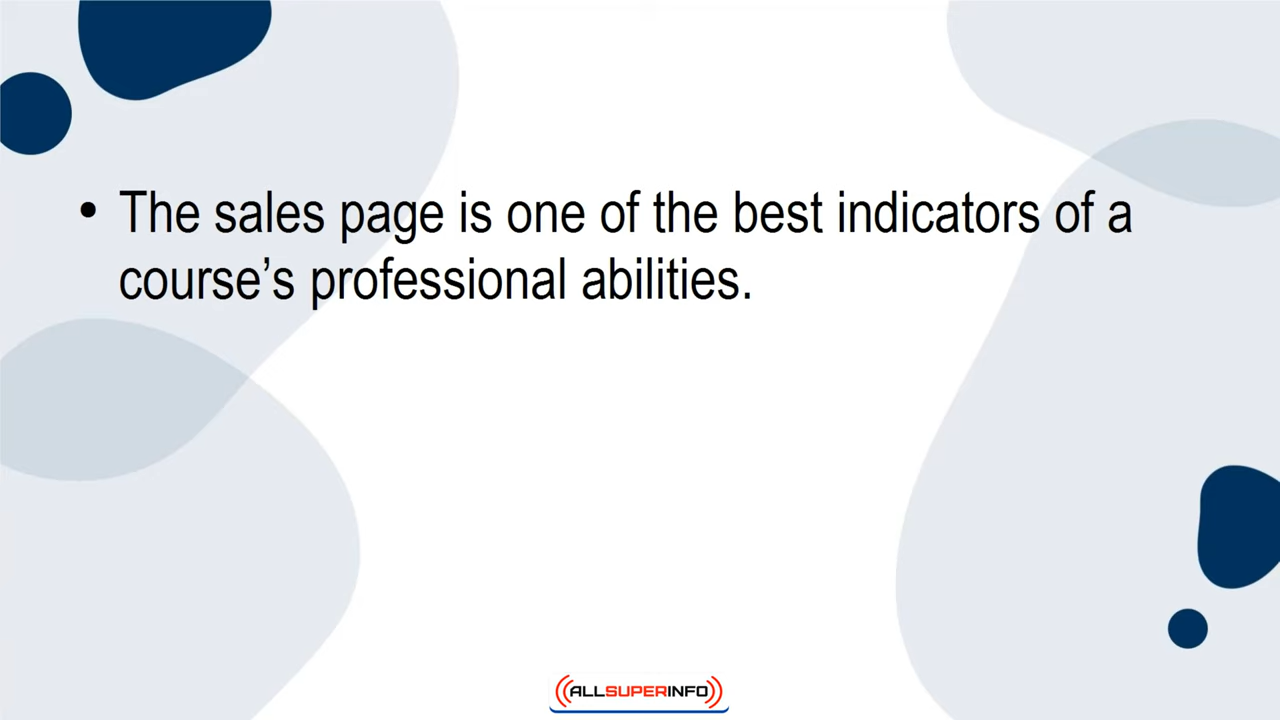 • The sales page is one of the best indicators of a
course’s professional abilities.
ALLSUPERINFO